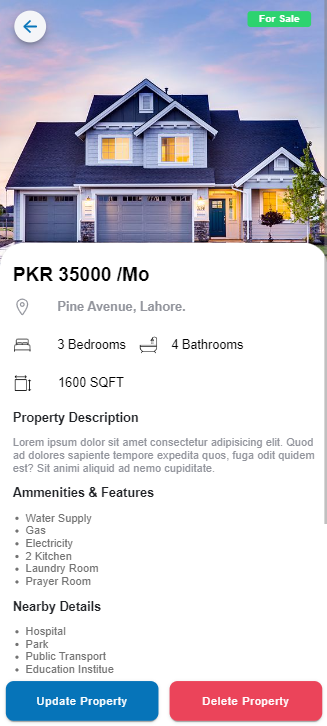 For Sale
PKR 35000 /Mo
Pine Avenue, Lahore.
3 Bedrooms 4 Bathrooms
1600 SQFT
Property Description
Lorem ipsum dolor sit amet consectetur adipisicing elit. Quod
ad dolores sapiente tempore expedita quos, fuga odit quidem
est? Sit animi aliquid ad nemo cupiditate.
Ammenities & Features
• Water Supply
• Gas
• Electricity
• 2 Kitchen
• Laundry Room
• Prayer Room
Nearby Details
• Hospital
• Park
• Public Transport
• Education Institue
Update Property Delete Property